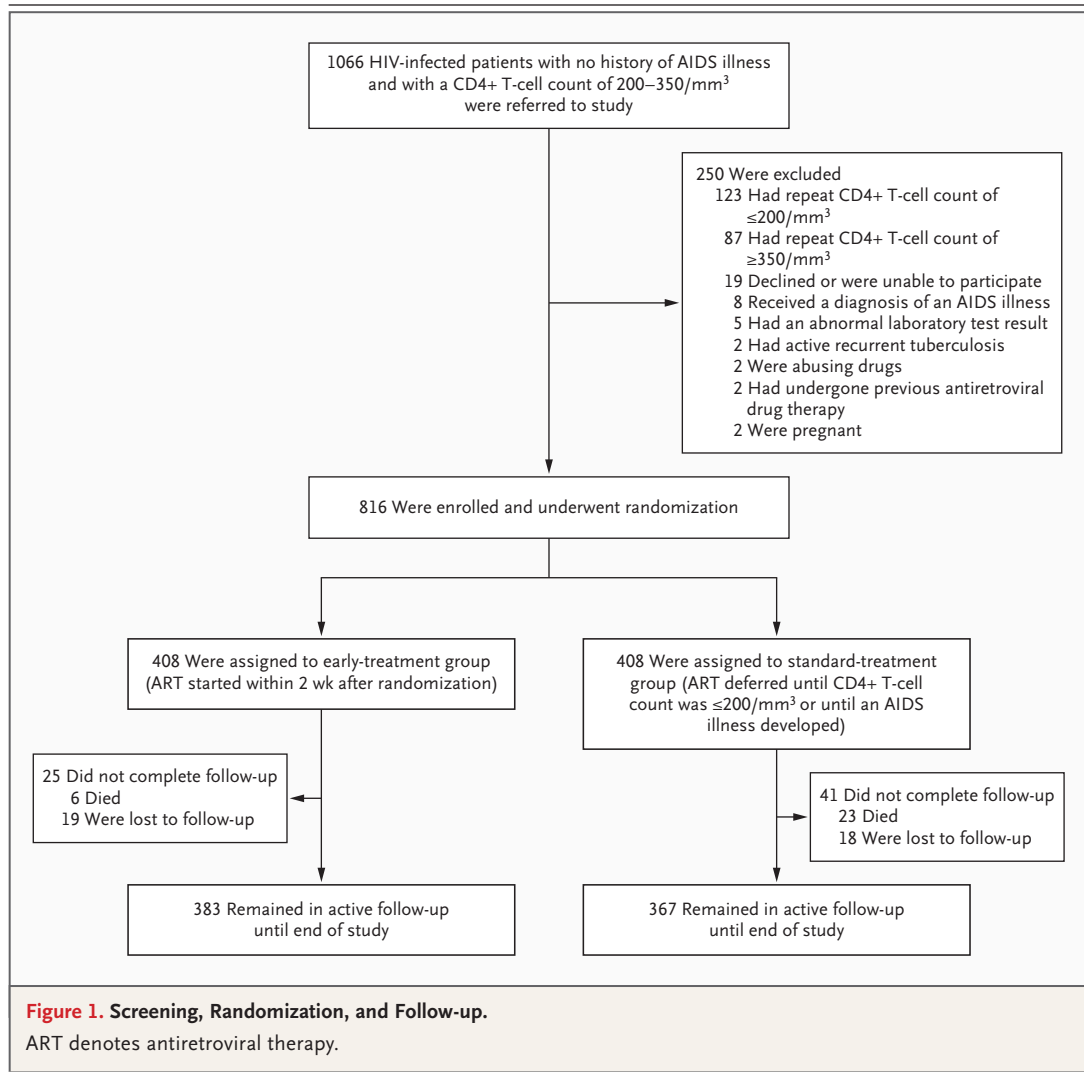 1066 HIV-infected patients with no history of AIDS illness
and with a CD4+ T-cell count of 200–350/mm³
were referred to study
250 Were excluded
123 Had repeat CD4+ T-cell count of
≤200/mm³
87 Had repeat CD4+ T-cell count of
≥350/mm³
19 Declined or were unable to participate
8 Received a diagnosis of an AIDS illness
5 Had an abnormal laboratory test result
2 Had active recurrent tuberculosis
2 Were abusing drugs
2 Had undergone previous antiretroviral
drug therapy
2 Were pregnant
816 Were enrolled and underwent randomization
408 Were assigned to early-treatment group
(ART started within 2 wk after randomization)
408 Were assigned to standard-treatment
group (ART deferred until CD4+ T-cell
count was ≤200/mm³ or until an AIDS
illness developed)
25 Did not complete follow-up
6 Died
19 Were lost to follow-up
41 Did not complete follow-up
23 Died
18 Were lost to follow-up
383 Remained in active follow-up
until end of study
367 Remained in active follow-up
until end of study
Figure 1. Screening, Randomization, and Follow-up.
ART denotes antiretroviral therapy.